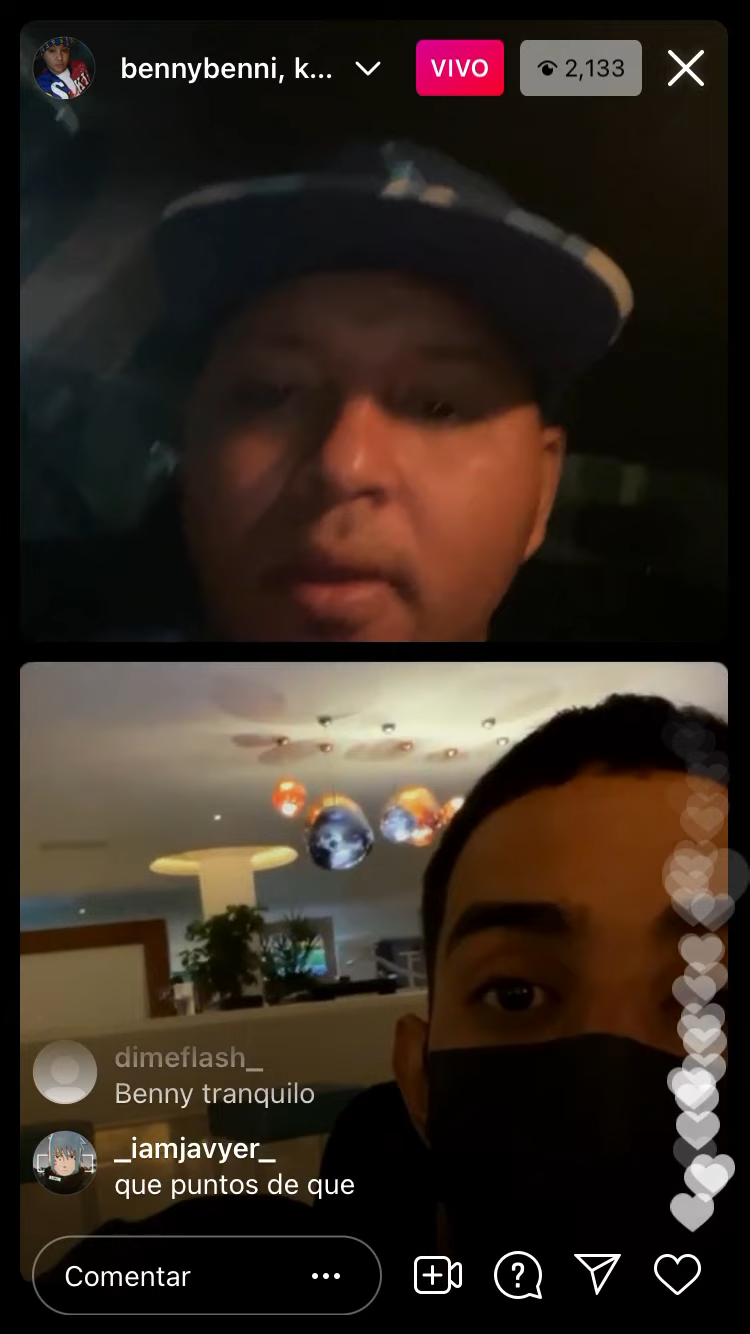 bennybenni, k...
VIVO
2,133
dimeflash_
Benny tranquilo
_iamjavyer_
que puntos de que
Comentar